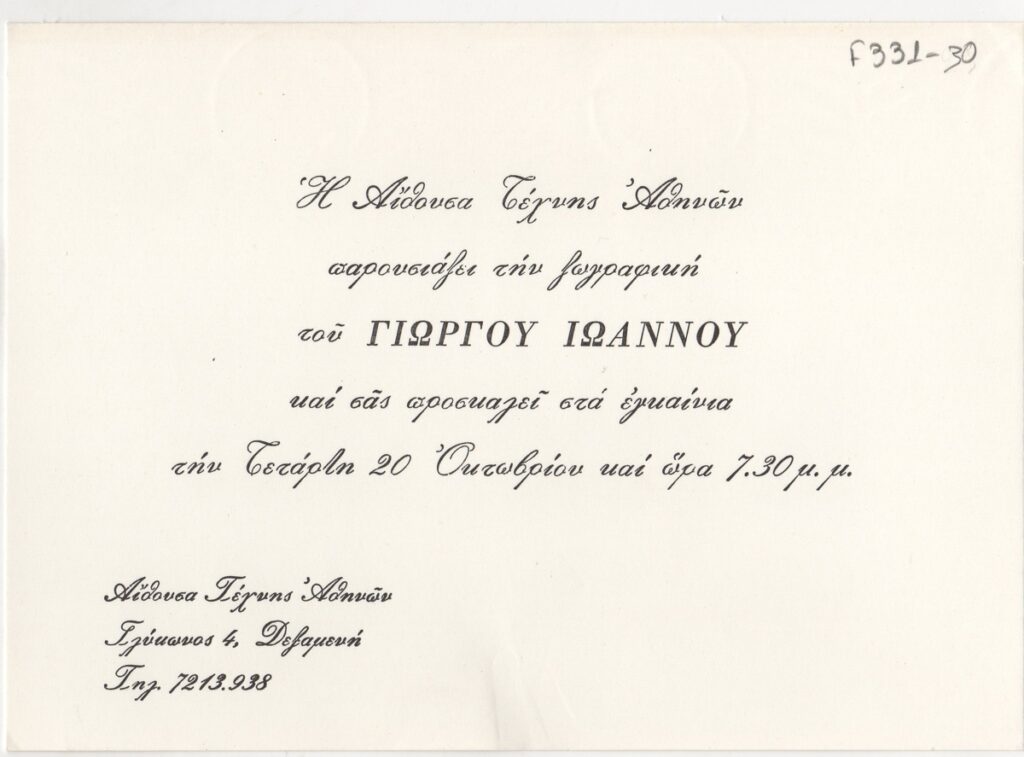 F331-30
Ἡ Αἴθουσα Τέχνης Ἀθηνῶν
παρουσιάζει τήν ζωγραφική
τοῦ ΓΙΩΡΓΟΥ ΙΩΑΝΝΟΥ
καί σᾶς προσκαλεῖ στά ἐγκαίνια
τήν Τετάρτη 20 Ὀκτωβρίου καί ὥρα 7.30 μ. μ.
Αἴθουσα Τέχνης Ἀθηνῶν
Γλύκωνος 4, Δεξαμενή
Τηλ. 7213.938